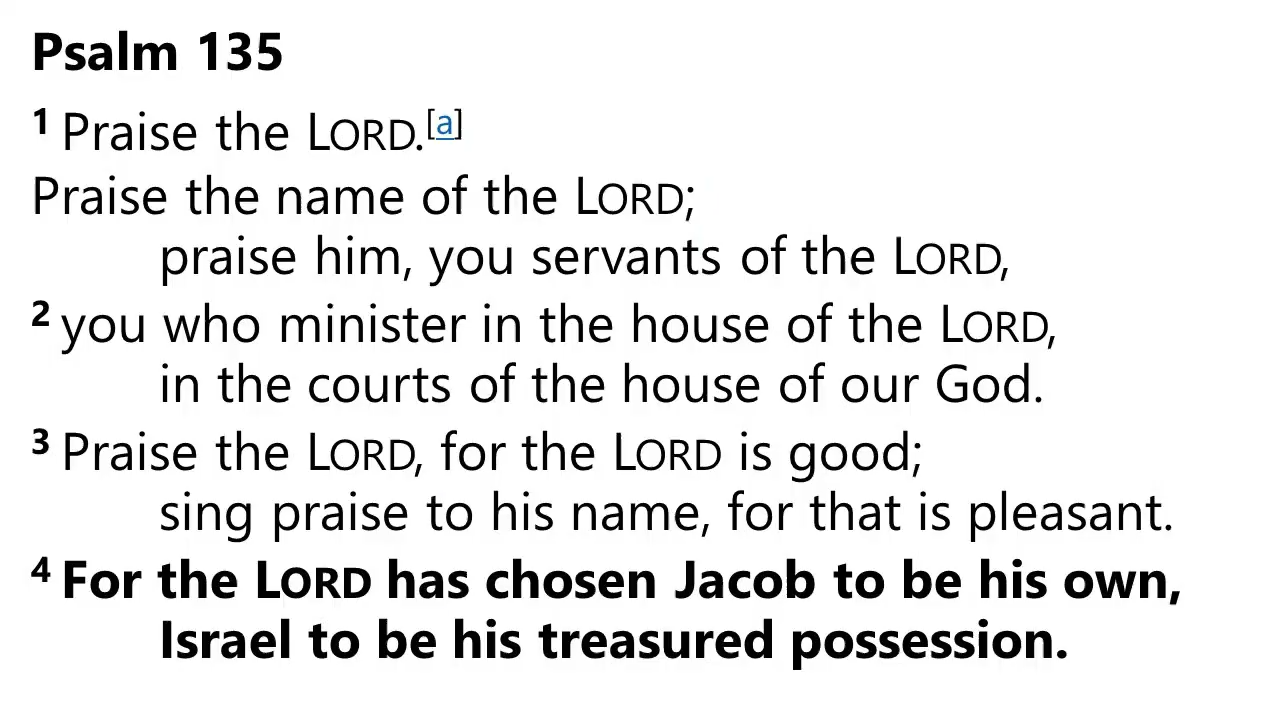 Psalm 135
1 Praise the LORD.[a]
Praise the name of the LORD;
praise him, you servants of the LORD,
2 you who minister in the house of the LORD,
in the courts of the house of our God.
3 Praise the LORD, for the LORD is good;
sing praise to his name, for that is pleasant.
4 For the LORD has chosen Jacob to be his own,
Israel to be his treasured possession.